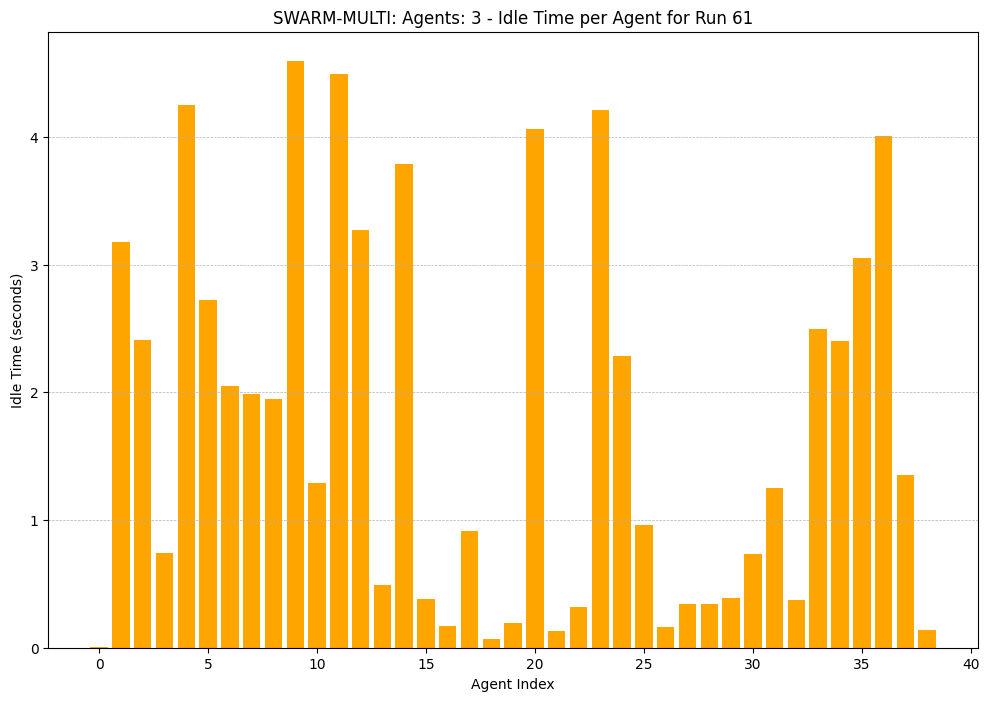 SWARM-MULTI: Agents: 3 - Idle Time per Agent for Run 61
Idle Time (seconds)
4
3
2
1
0
0 5 10 15 20 25 30 35 40
Agent Index